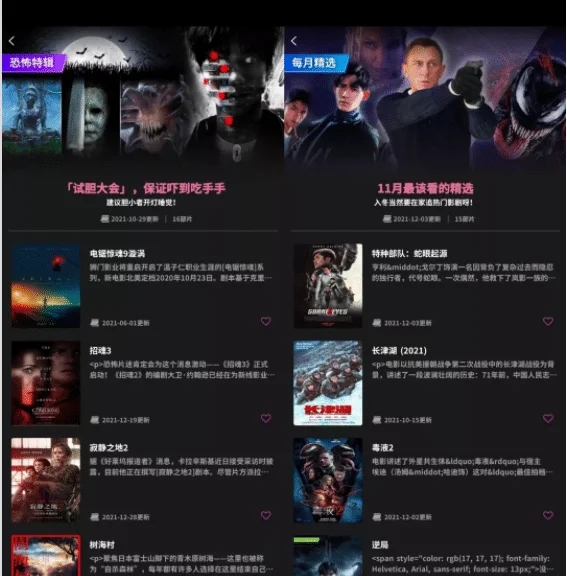 恐怖特辑
「试胆大会」，保证吓到吃手手
建议胆小者开灯睡觉！
2021-10-29更新 | 16部片
电锯惊魂9漩涡
狮门影业将重启开启了温子仁职业生涯的[电锯惊魂]系
列，新电影北美定档2020年10月23日。剧本基于克里...
2021-06-01更新
招魂3
<p>恐怖片迷肯定会为这个消息激动——《招魂3》正式
启动！《招魂2》的编剧大卫·约翰逊已经在为新线影业...
2021-12-19更新
寂静之地2
据《好莱坞报道者》消息，卡拉辛斯基近日接受采访时披
露，目前他正在撰写[寂静之地2]剧本，尽管片方派拉...
2021-12-26更新
树海村
<p>聚焦日本富士山脚下的青木原树海——这里也被称
为“自杀森林”，每年都有许多人选择在这里结束自己...
每月精选
11月最该看的精选
入冬当然要在家追热门影剧呀！
2021-12-03更新 | 15部片
特种部队：蛇眼起源
亨利&middot;戈尔丁饰演一名因背负了复杂过去而隐忍
的独行者，代号蛇眼。一次偶然，他救下了岚影一族的...
SNAKE EYES
2021-12-03更新
长津湖 (2021)
<p>电影以抗美援朝战争第二次战役中的长津湖战役为背
景，讲述了一段波澜壮阔的历史：71年前，中国人民志...
长津湖
2021-10-15更新
毒液2
电影讲述了外星共生体&ldquo;毒液&rdquo;与宿主
埃迪（汤姆&middot;哈迪饰）这对&ldquo;最佳拍档...
2021-12-02更新
逆局
<span style="color: rgb(17, 17, 17); font-family:
Helvetica, Arial, sans-serif; font-size: 13px;">没...